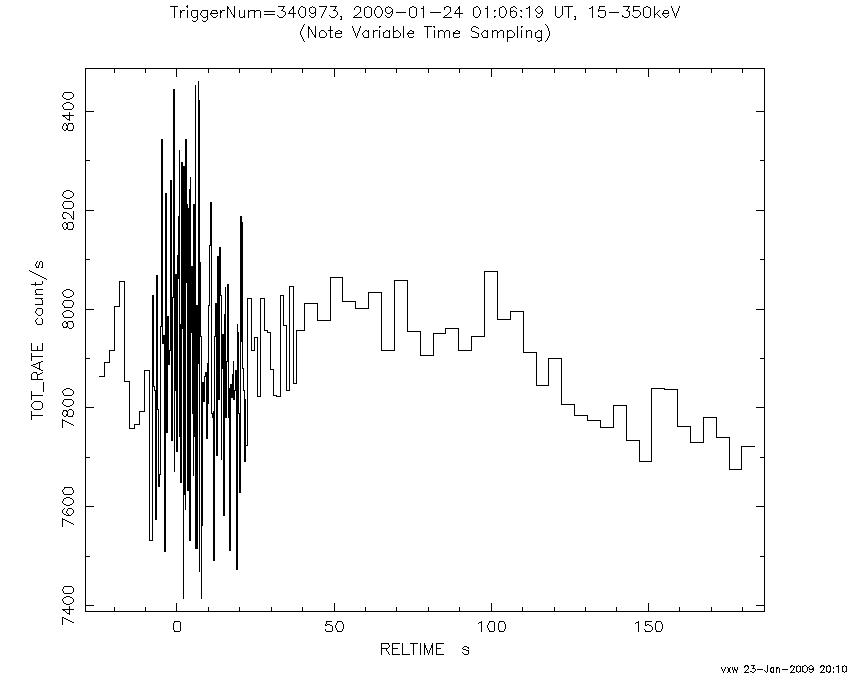 TriggerNum=340973, 2009-01-24 01:06:19 UT, 15-350keV
(Note Variable Time Sampling)
TOT_RATE count/s
8400
8200
8000
7800
7600
7400
0 50 100 150
RELTIME s
vxw 23-Jan-2009 20:10